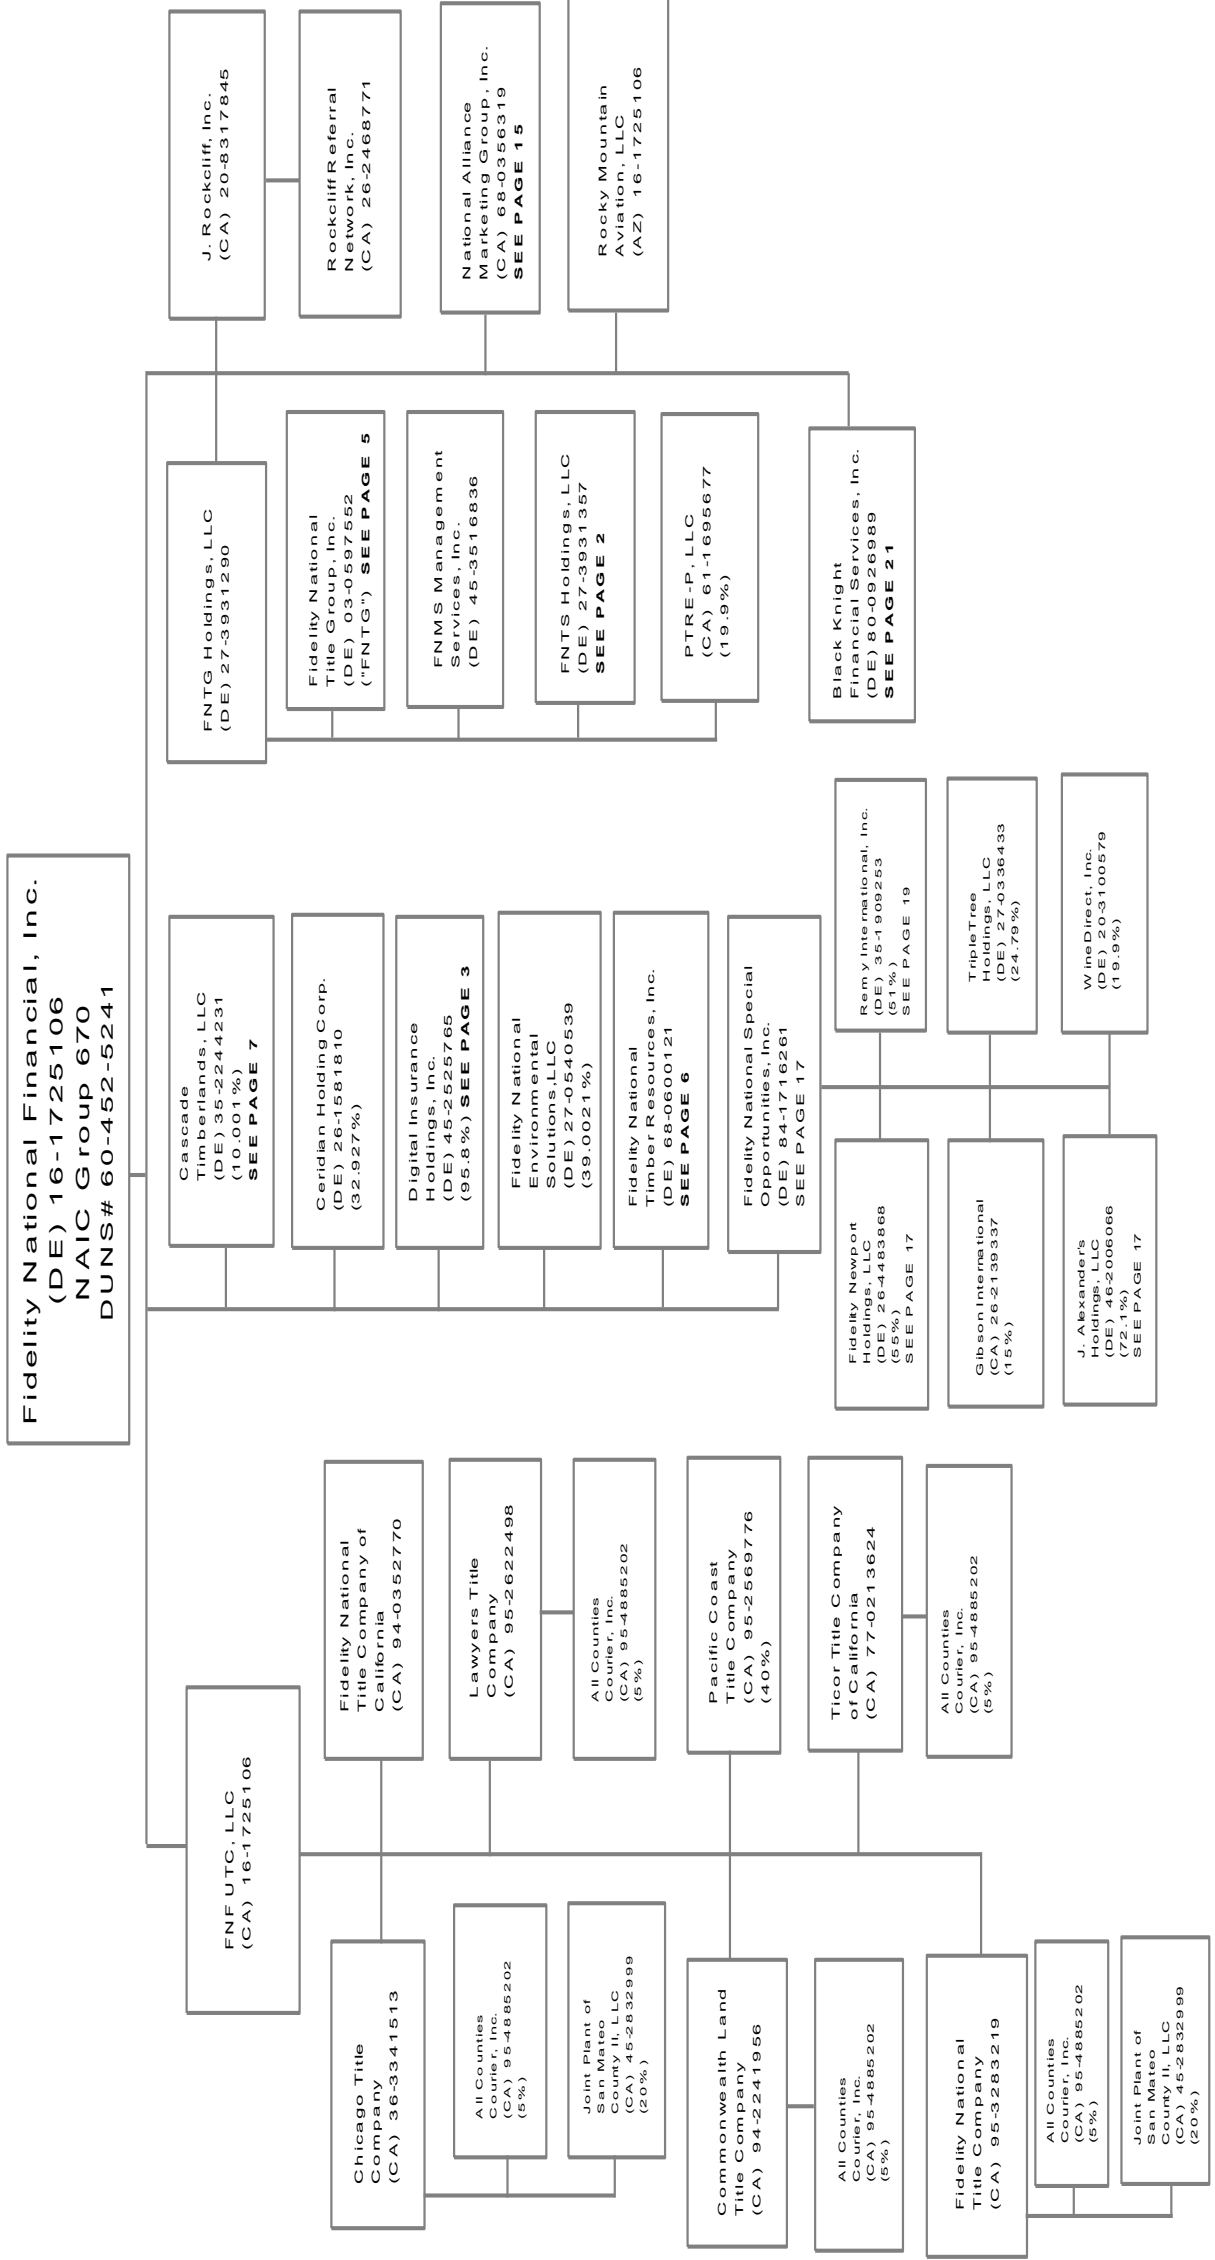 Fidelity National Financial, Inc.
(DE) 16-1725106
NAIC Group 670
DUNS# 60-452-5241
FNF UTC, LLC
(CA) 16-1725106
Chicago Title
Company
(CA) 36-3341513
All Counties
Courier, Inc.
(CA) 95-4885202
(5%)
Joint Plant of
San Mateo
County II, LLC
(CA) 45-2832999
(20%)
Commonwealth Land
Title Company
(CA) 94-2241956
All Counties
Courier, Inc.
(CA) 95-4885202
(5%)
Fidelity National
Title Company
(CA) 95-3283219
All Counties
Courier, Inc.
(CA) 95-4885202
(5%)
Joint Plant of
San Mateo
County II, LLC
(CA) 45-2832999
(20%)
Fidelity National
Title Company of
California
(CA) 94-0352770
Lawyers Title
Company
(CA) 95-2622498
All Counties
Courier, Inc.
(CA) 95-4885202
(5%)
Pacific Coast
Title Company
(CA) 95-2569776
(40%)
Ticor Title Company
of California
(CA) 77-0213624
All Counties
Courier, Inc.
(CA) 95-4885202
(5%)
Cascade
Timberlands, LLC
(DE) 35-2244231
(10.001%)
SEE PAGE 7
Ceridian Holding Corp.
(DE) 26-1581810
(32.927%)
Digital Insurance
Holdings, Inc.
(DE) 45-2525765
(95.8%) SEE PAGE 3
Fidelity National
Environmental
Solutions, LLC
(DE) 27-0540539
(39.0021%)
Fidelity National
Timber Resources, Inc.
(DE) 68-0600121
SEE PAGE 6
Fidelity National Special
Opportunities, Inc.
(DE) 84-1716261
SEE PAGE 17
Fidelity Newport
Holdings, LLC
(DE) 26-4483868
(55%)
SEE PAGE 17
Gibson International
(CA) 26-2139337
(15%)
J. Alexander's
Holdings, LLC
(DE) 46-2006066
(72.1%)
SEE PAGE 17
Remy International, Inc.
(DE) 35-1909253
(51%)
SEE PAGE 19
TripleTree
Holdings, LLC
(DE) 27-0336433
(24.79%)
WineDirect, Inc.
(DE) 20-3100579
(19.9%)
FNTG Holdings, LLC
(DE) 27-3931290
Fidelity National
Title Group, Inc.
(DE) 03-0597552
("FNTG") SEE PAGE 5
FNMS Management
Services, Inc.
(DE) 45-3516836
FNTS Holdings, LLC
(DE) 27-3931357
SEE PAGE 2
PTRE-P, LLC
(CA) 61-1695677
(19.9%)
Black Knight
Financial Services, Inc.
(DE) 80-0926989
SEE PAGE 21
J. Rockcliff, Inc.
(CA) 20-8317845
Rockcliff Referral
Network, Inc.
(CA) 26-2468771
National Alliance
Marketing Group, Inc.
(CA) 68-0356319
SEE PAGE 15
Rocky Mountain
Aviation, LLC
(AZ) 16-1725106